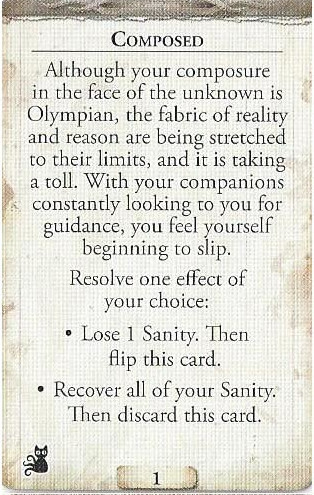 COMPOSED
Although your composure
in the face of the unknown is
Olympian, the fabric of reality
and reason are being stretched
to their limits, and it is taking
a toll. With your companions
constantly looking to you for
guidance, you feel yourself
beginning to slip.
Resolve one effect of
your choice:
• Lose 1 Sanity. Then
flip this card.
• Recover all of your Sanity.
Then discard this card.
1